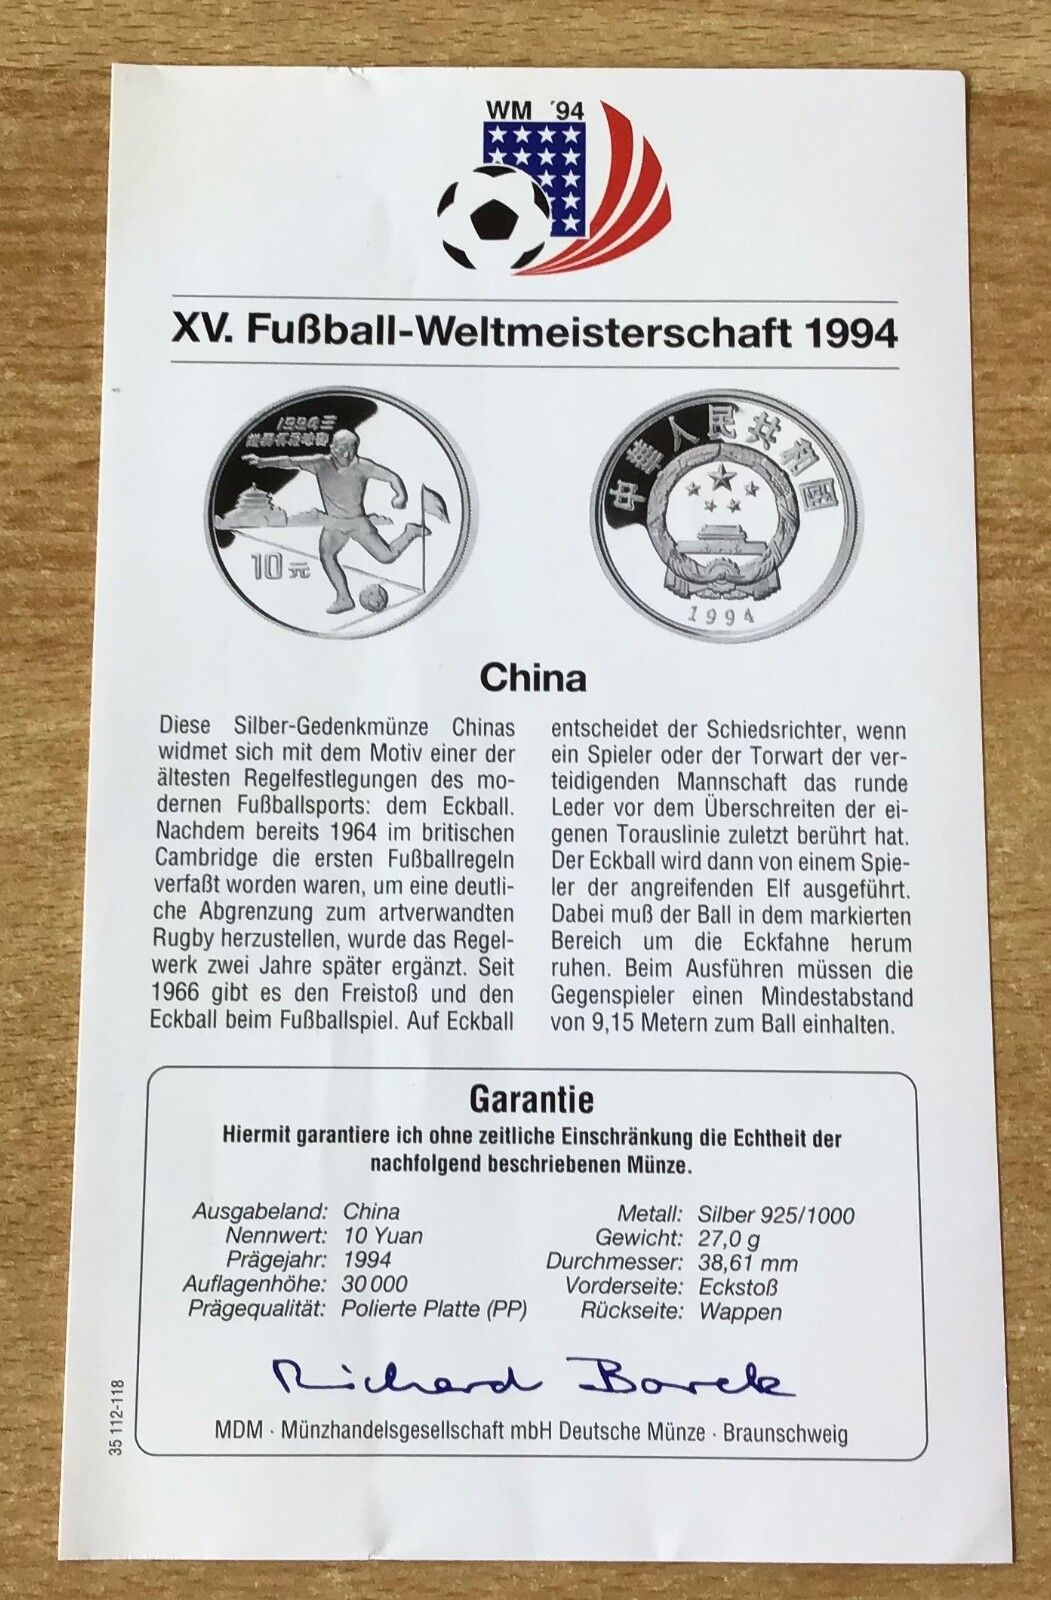 WM '94
XV. Fußball-Weltmeisterschaft 1994
10元
中华人民共和国
1994
China
Diese Silber-Gedenkmünze Chinas
widmet sich mit dem Motiv einer der
ältesten Regelfestlegungen des mo-
dernen Fußballsports: dem Eckball.
Nachdem bereits 1964 im britischen
Cambridge die ersten Fußballregeln
verfaßt worden waren, um eine deutli-
che Abgrenzung zum artverwandten
Rugby herzustellen, wurde das Regel-
werk zwei Jahre später ergänzt. Seit
1966 gibt es den Freistoß und den
Eckball beim Fußballspiel. Auf Eckball
entscheidet der Schiedsrichter, wenn
ein Spieler oder der Torwart der ver-
teidigenden Mannschaft das runde
Leder vor dem Überschreiten der ei-
genen Torauslinie zuletzt berührt hat.
Der Eckball wird dann von einem Spie-
ler der angreifenden Elf ausgeführt.
Dabei muß der Ball in dem markierten
Bereich um die Eckfahne herum
ruhen. Beim Ausführen müssen die
Gegenspieler einen Mindestabstand
von 9,15 Metern zum Ball einhalten.
Garantie
Hiermit garantiere ich ohne zeitliche Einschränkung die Echtheit der
nachfolgend beschriebenen Münze.
Ausgabeland: China
Nennwert: 10 Yuan
Prägejahr: 1994
Auflagenhöhe: 30 000
Prägequalität: Polierte Platte (PP)
Metall: Silber 925/1000
Gewicht: 27,0 g
Durchmesser: 38,61 mm
Vorderseite: Eckstoß
Rückseite: Wappen
Richard Borek
MDM · Münzhandelsgesellschaft mbH Deutsche Münze · Braunschweig
35 112-118